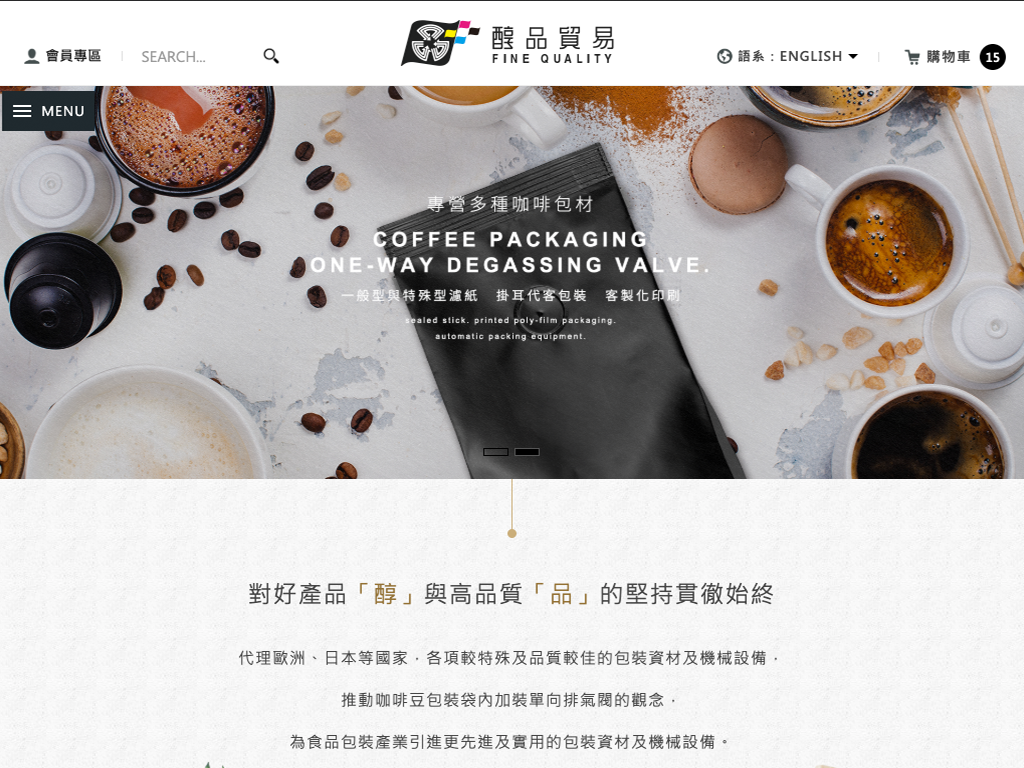 會員專區
SEARCH...
醇品貿易
FINE QUALITY
語系：ENGLISH
購物車 15
MENU
專營多種咖啡包材
COFFEE PACKAGING
ONE-WAY DEGASSING VALVE.
一般型與特殊型濾紙 掛耳代客包裝 客製化印刷
sealed stick. printed poly-film packaging.
automatic packing equipment.
對好產品「醇」與高品質「品」的堅持貫徹始終
代理歐洲、日本等國家，各項較特殊及品質較佳的包裝資材及機械設備，
推動咖啡豆包裝袋內加裝單向排氣閥的觀念，
為食品包裝產業引進更先進及實用的包裝資材及機械設備。